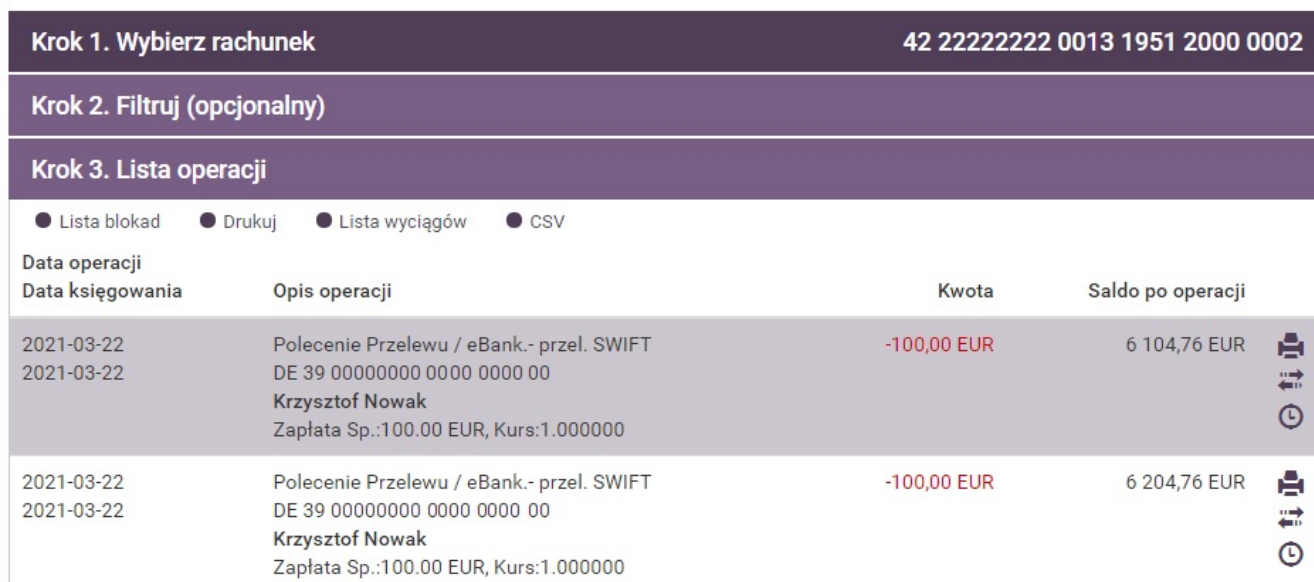 Krok 1. Wybierz rachunek 42 22222222 0013 1951 2000 0002
Krok 2. Filtruj (opcjonalny)
Krok 3. Lista operacji
Lista blokad Drukuj Lista wyciągów CSV
Data operacji
Data księgowania Opis operacji Kwota Saldo po operacji
2021-03-22 Polecenie Przelewu / eBank.- przel. SWIFT -100,00 EUR 6 104,76 EUR
2021-03-22 DE 39 00000000 0000 0000 00
Krzysztof Nowak
Zapłata Sp.:100.00 EUR, Kurs:1.000000
2021-03-22 Polecenie Przelewu / eBank.- przel. SWIFT -100,00 EUR 6 204,76 EUR
2021-03-22 DE 39 00000000 0000 0000 00
Krzysztof Nowak
Zapłata Sp.:100.00 EUR, Kurs:1.000000